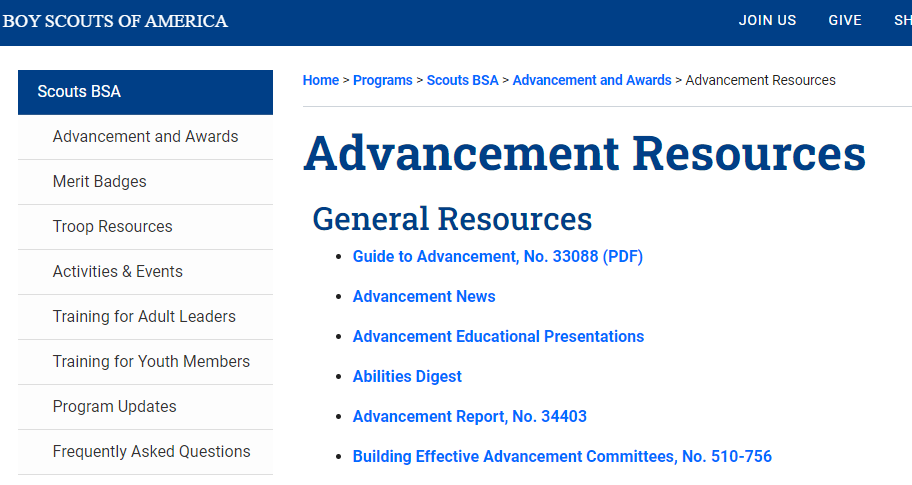 BOY SCOUTS OF AMERICA
JOIN US
GIVE
SH
Scouts BSA
Advancement and Awards
Merit Badges
Troop Resources
Activities & Events
Training for Adult Leaders
Training for Youth Members
Program Updates
Frequently Asked Questions
Home > Programs > Scouts BSA > Advancement and Awards > Advancement Resources
Advancement Resources
General Resources
• Guide to Advancement, No. 33088 (PDF)
• Advancement News
• Advancement Educational Presentations
• Abilities Digest
• Advancement Report, No. 34403
• Building Effective Advancement Committees, No. 510-756